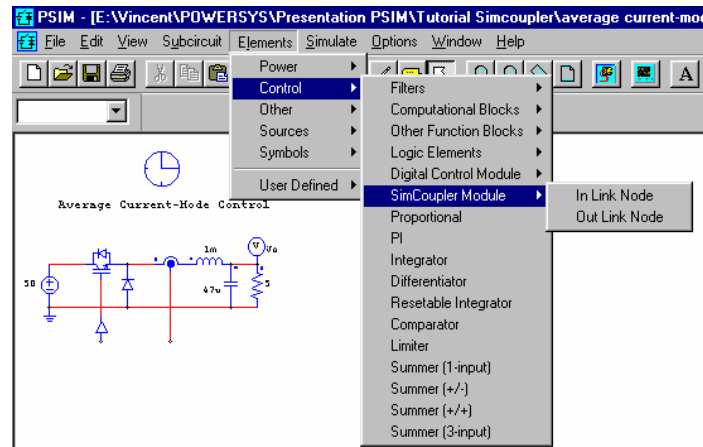 PSIM - [E:\Vincent\POWERSYS\Presentation PSIM\Tutorial Simcoupler\average current-mod
File Edit View Subcircuit Elements Simulate Options Window Help
A
Power
Control
Other
Sources
Symbols
User Defined
Filters
Computational Blocks
Other Function Blocks
Logic Elements
Digital Control Module
SimCoupler Module
Proportional
PI
Integrator
Differentiator
Resetable Integrator
Comparator
Limiter
Summer (1-input)
Summer (+/-)
Summer (+/+)
Summer (3-input)
In Link Node
Out Link Node
Average Current-Mode Control
1m
V
Vo
50
47u
5